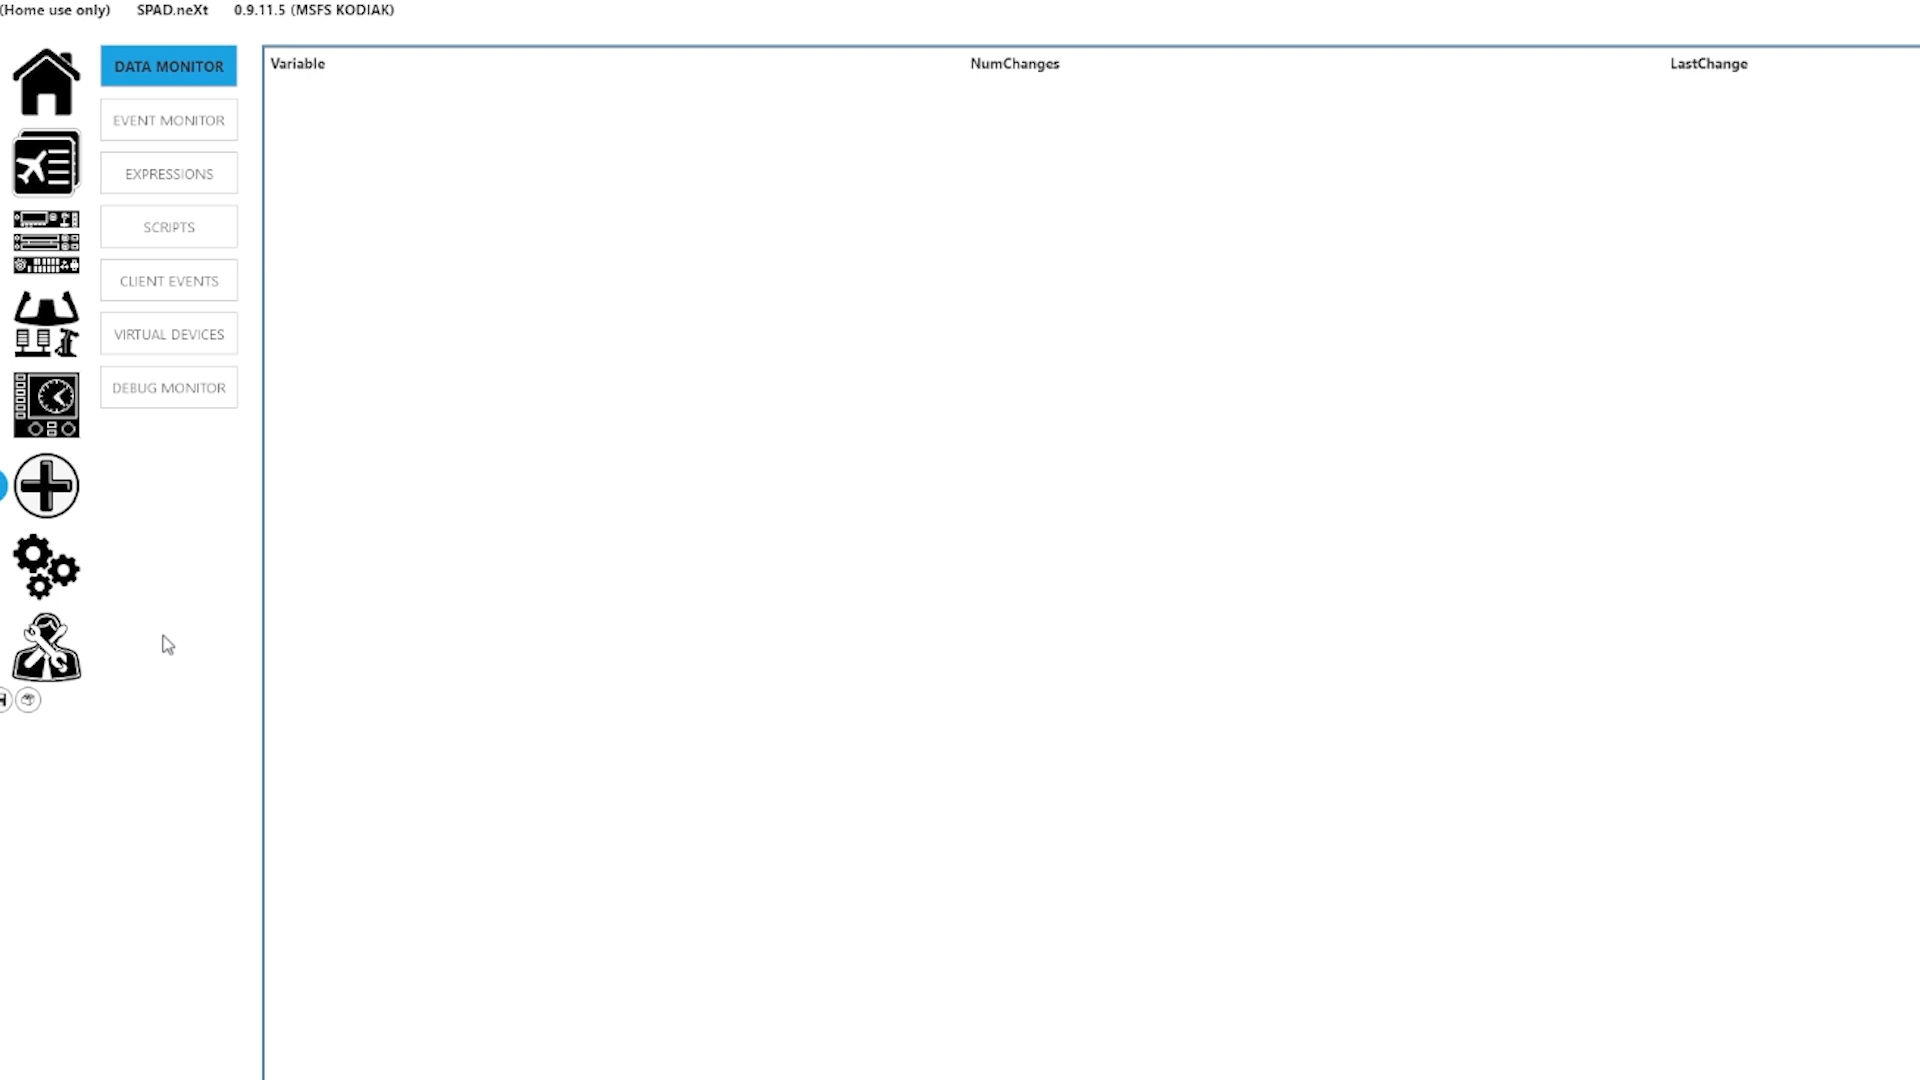 (Home use only) SPAD.neXt 0.9.11.5 (MSFS KODIAK)
DATA MONITOR
EVENT MONITOR
EXPRESSIONS
SCRIPTS
CLIENT EVENTS
VIRTUAL DEVICES
DEBUG MONITOR
Variable NumChanges LastChange